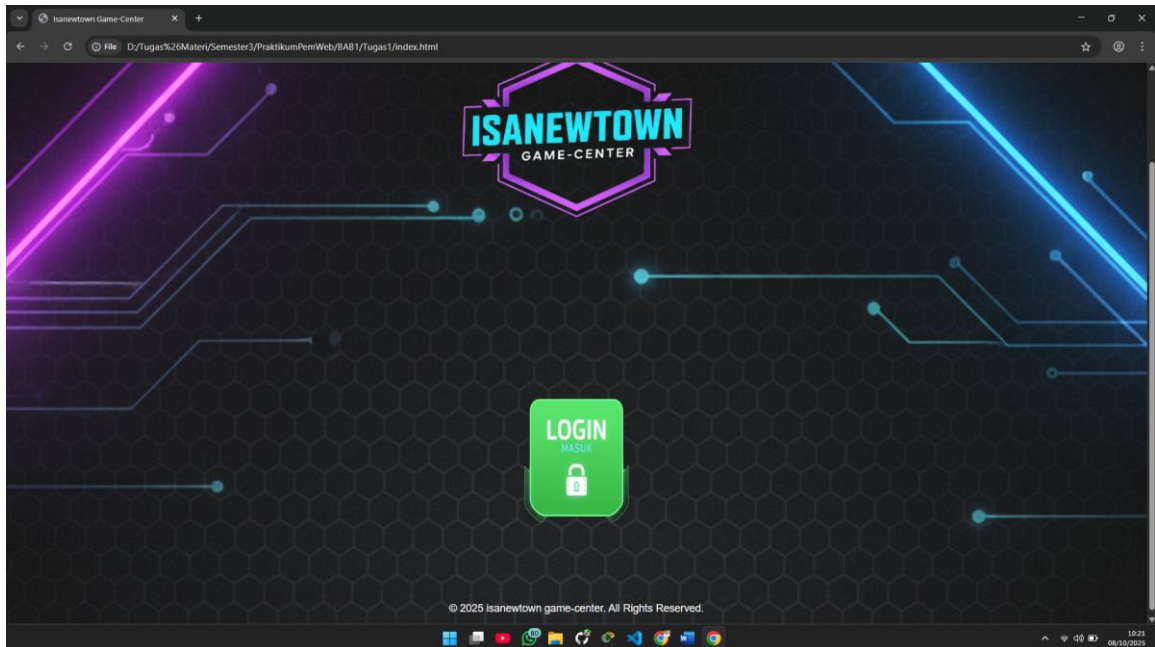 Isanewtown Game-Center
File D:/Tugas%26Materi/Semester3/PraktikumPemWeb/BAB1/Tugas1/index.html
ISANEWTOWN
GAME-CENTER
LOGIN
MASUK
© 2025 isanewtown game-center. All Rights Reserved.
80
10:21
08/10/2025